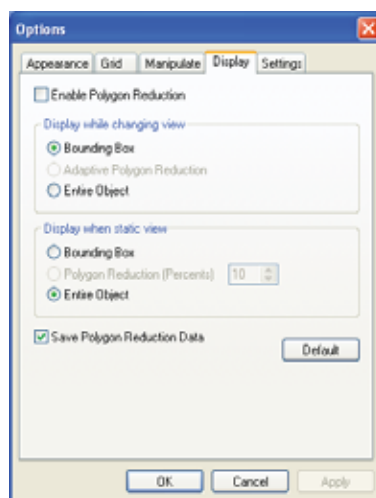 Options
Appearance Grid Manipulate Display Settings
Enable Polygon Reduction
Display while changing view
Bounding Box
Adaptive Polygon Reduction
Entire Object
Display when static view
Bounding Box
Polygon Reduction (Percents) 10
Entire Object
Save Polygon Reduction Data
Default
OK Cancel Apply